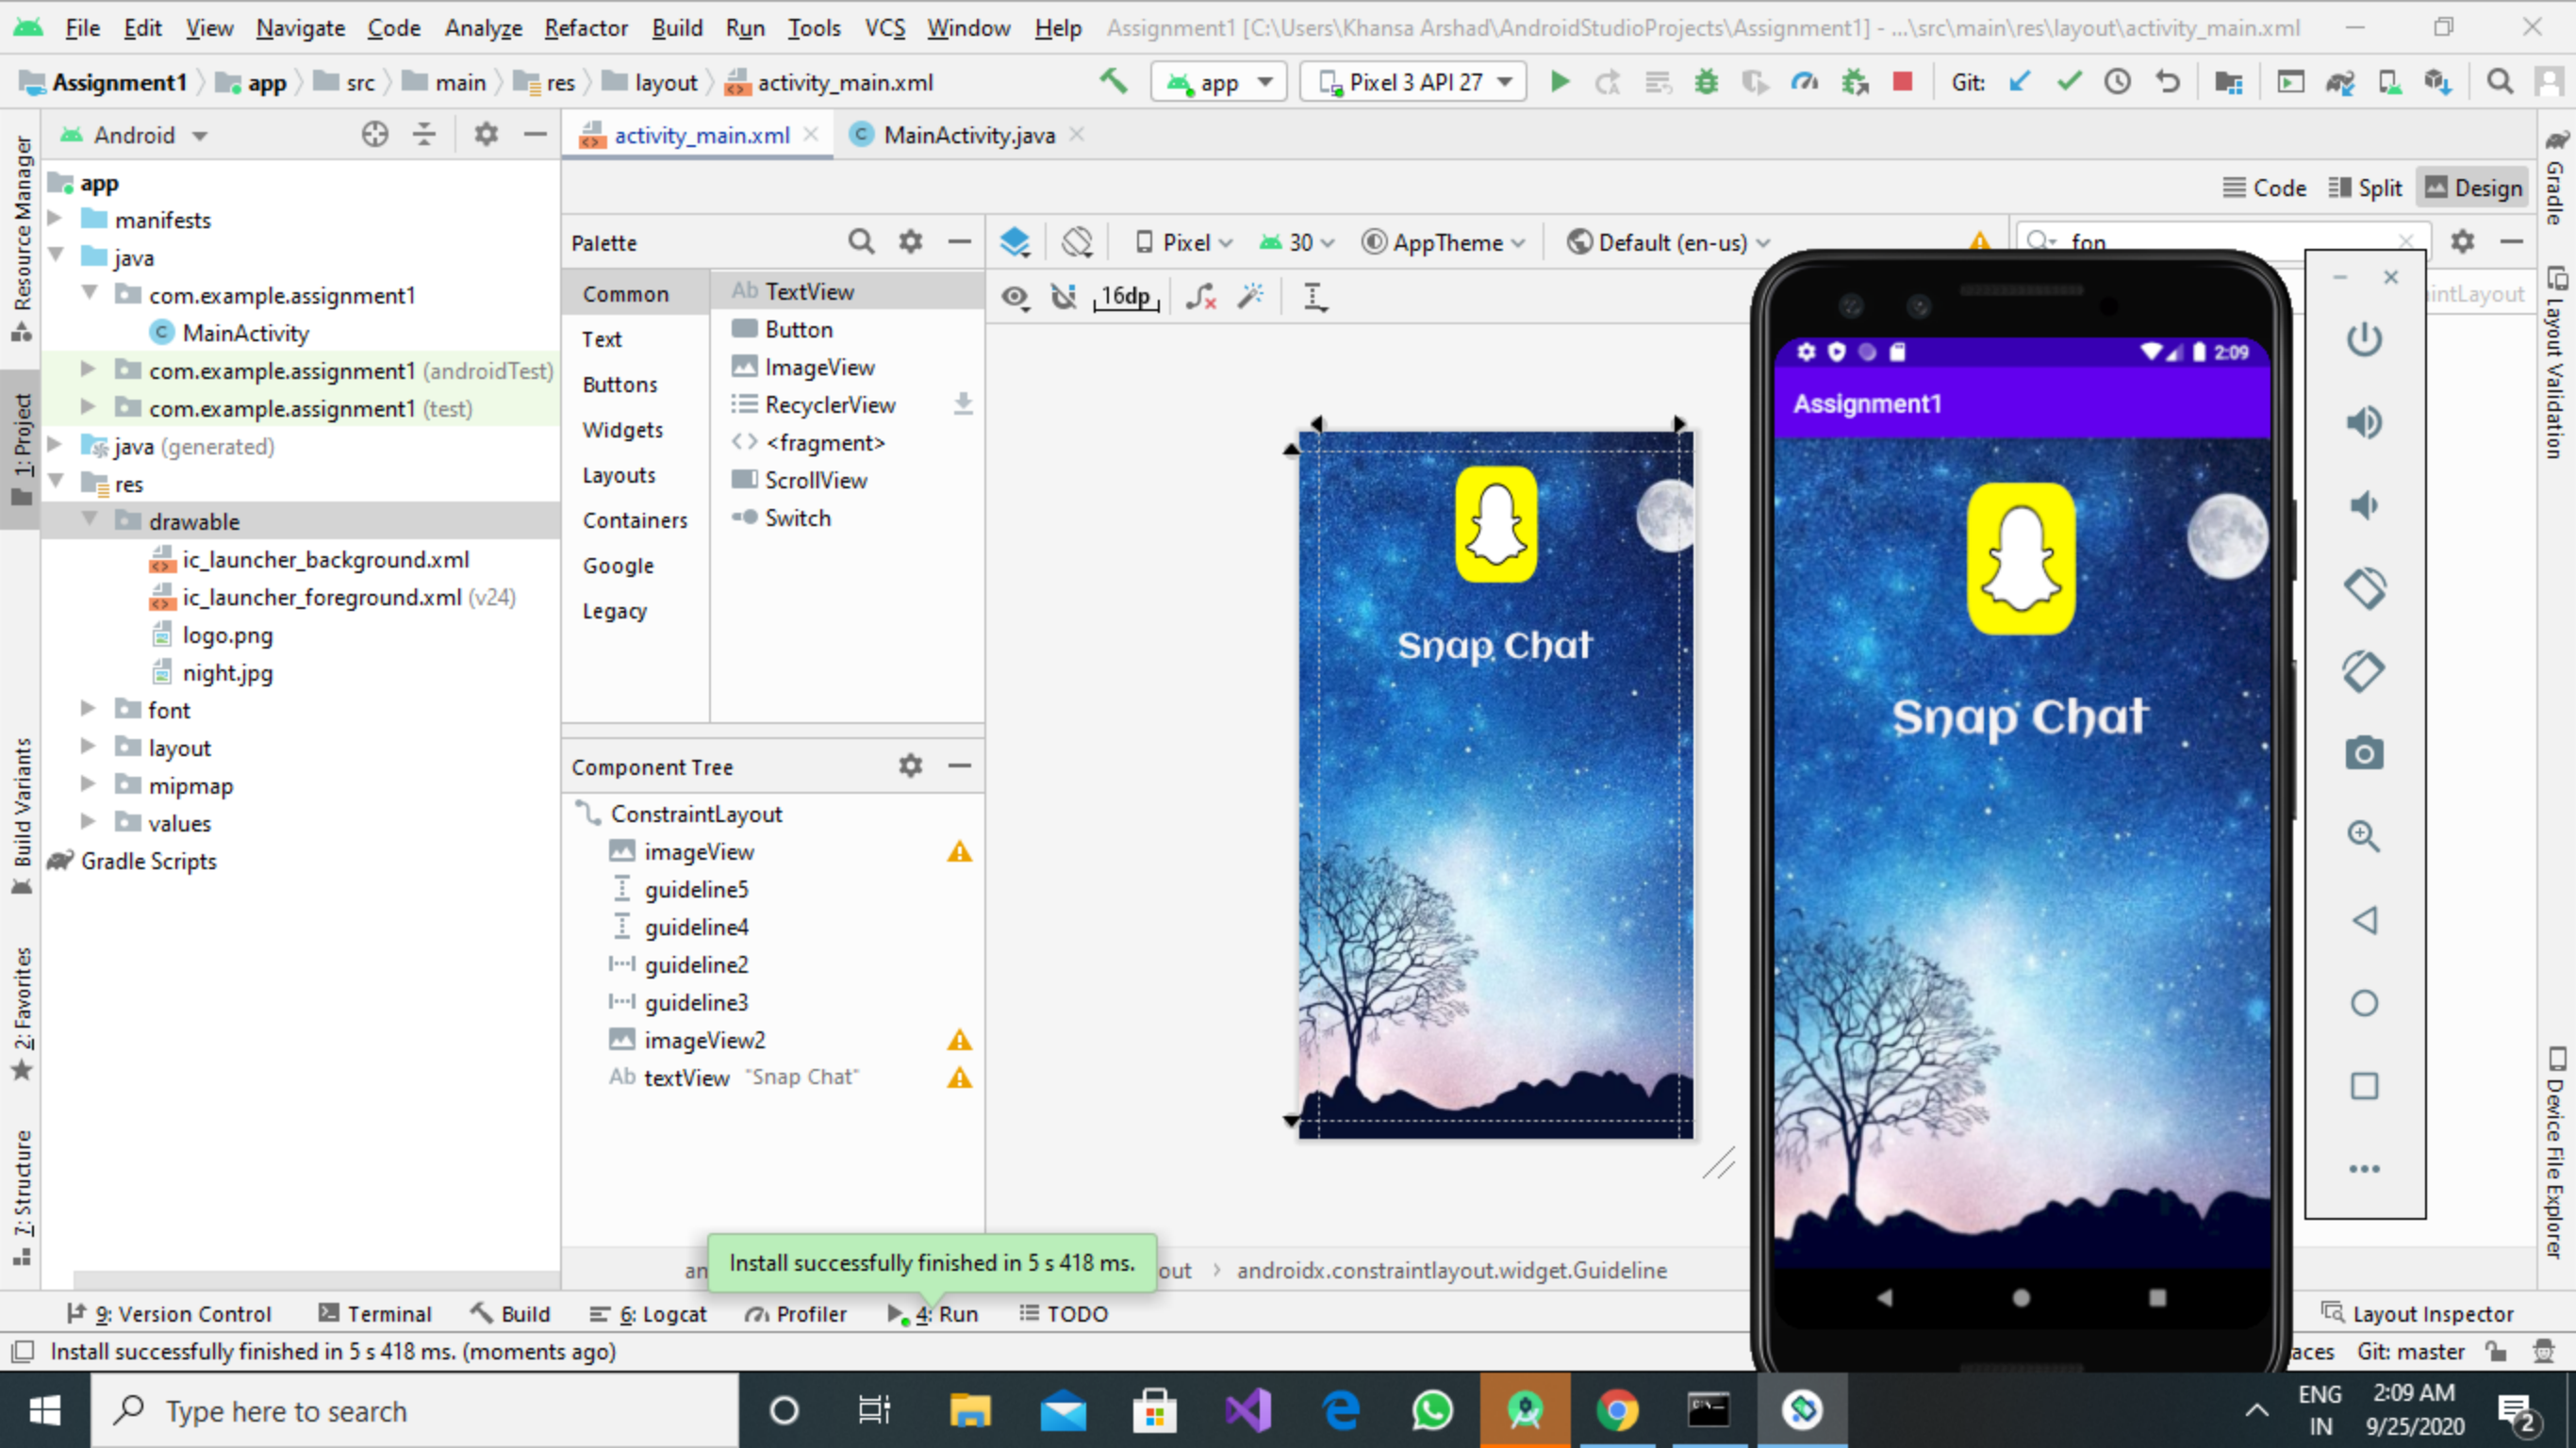 File Edit View Navigate Code Analyze Refactor Build Run Tools VCS Window Help Assignment1 [C:\Users\Khansa Arshad\AndroidStudioProjects\Assignment1] - ...\src\main\res\layout\activity_main.xml
Assignment1 app src main res layout activity_main.xml app Pixel 3 API 27 Git:
Android activity_main.xml MainActivity.java
Code Split Design
Resource Manager
1: Project
Build Variants
2: Favorites
7: Structure
app
manifests
java
com.example.assignment1
MainActivity
com.example.assignment1 (androidTest)
com.example.assignment1 (test)
java (generated)
res
drawable
ic_launcher_background.xml
ic_launcher_foreground.xml (v24)
logo.png
night.jpg
font
layout
mipmap
values
Gradle Scripts
Palette
Common
Text
Buttons
Widgets
Layouts
Containers
Google
Legacy
Ab TextView
Button
ImageView
RecyclerView
<> <fragment>
ScrollView
Switch
Component Tree
ConstraintLayout
imageView
guideline5
guideline4
guideline2
guideline3
imageView2
Ab textView "Snap Chat"
Pixel 30 AppTheme Default (en-us)
fon
16dp
intLayout
Snap Chat
2:09
Assignment1
Snap Chat
Gradle
Layout Validation
Device File Explorer
Install successfully finished in 5 s 418 ms.
an
out androidx.constraintlayout.widget.Guideline
9: Version Control Terminal Build 6: Logcat Profiler 4: Run TODO Layout Inspector
Install successfully finished in 5 s 418 ms. (moments ago) aces Git: master
Type here to search
ENG
IN
2:09 AM
9/25/2020
2